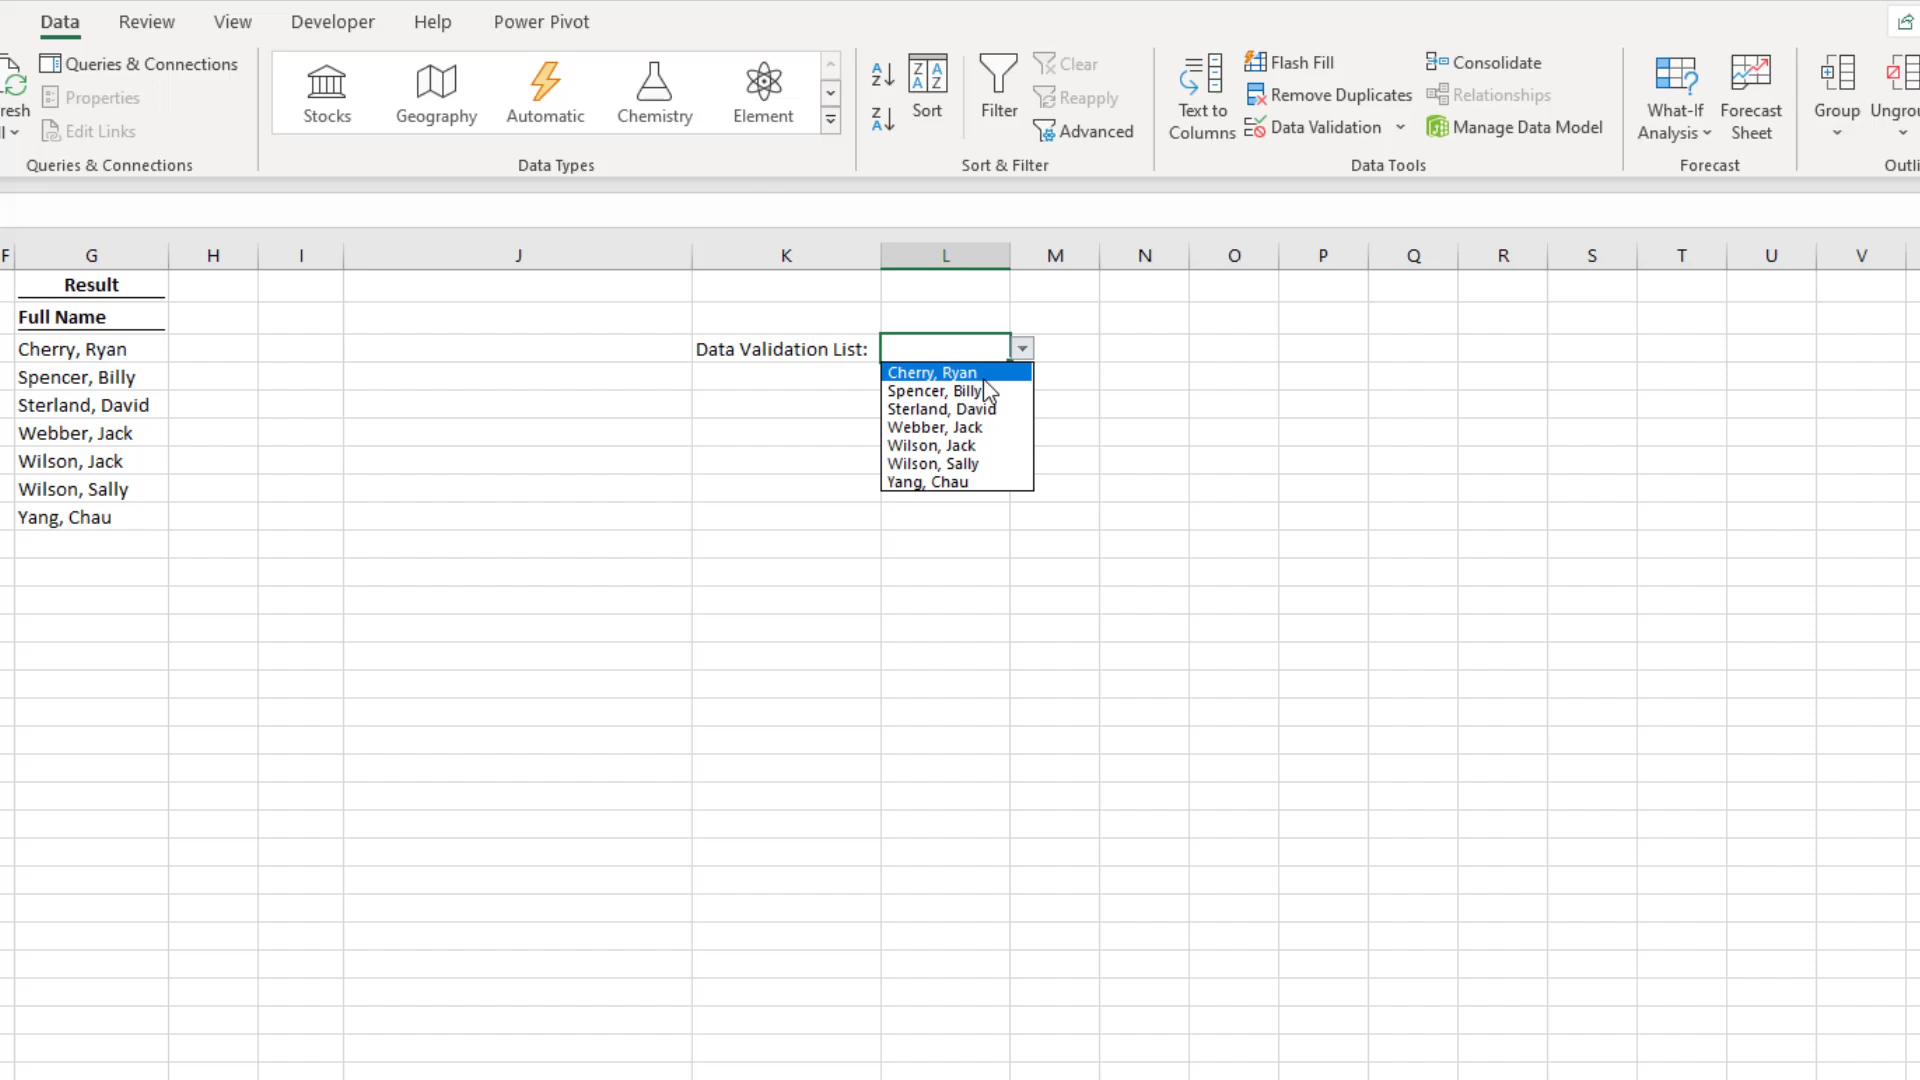 Data Review View Developer Help Power Pivot
Queries & Connections
Properties
Edit Links
Queries & Connections
Stocks Geography Automatic Chemistry Element
Data Types
Sort Filter
Clear
Reapply
Advanced
Sort & Filter
Text to
Columns
Flash Fill
Remove Duplicates
Data Validation
Consolidate
Relationships
Manage Data Model
Data Tools
What-If
Analysis
Forecast
Sheet
Forecast
Group
F G H I J K L M N O P Q R S T U V
Result
Full Name
Cherry, Ryan
Spencer, Billy
Sterland, David
Webber, Jack
Wilson, Jack
Wilson, Sally
Yang, Chau
Data Validation List:
Cherry, Ryan
Spencer, Billy
Sterland, David
Webber, Jack
Wilson, Jack
Wilson, Sally
Yang, Chau